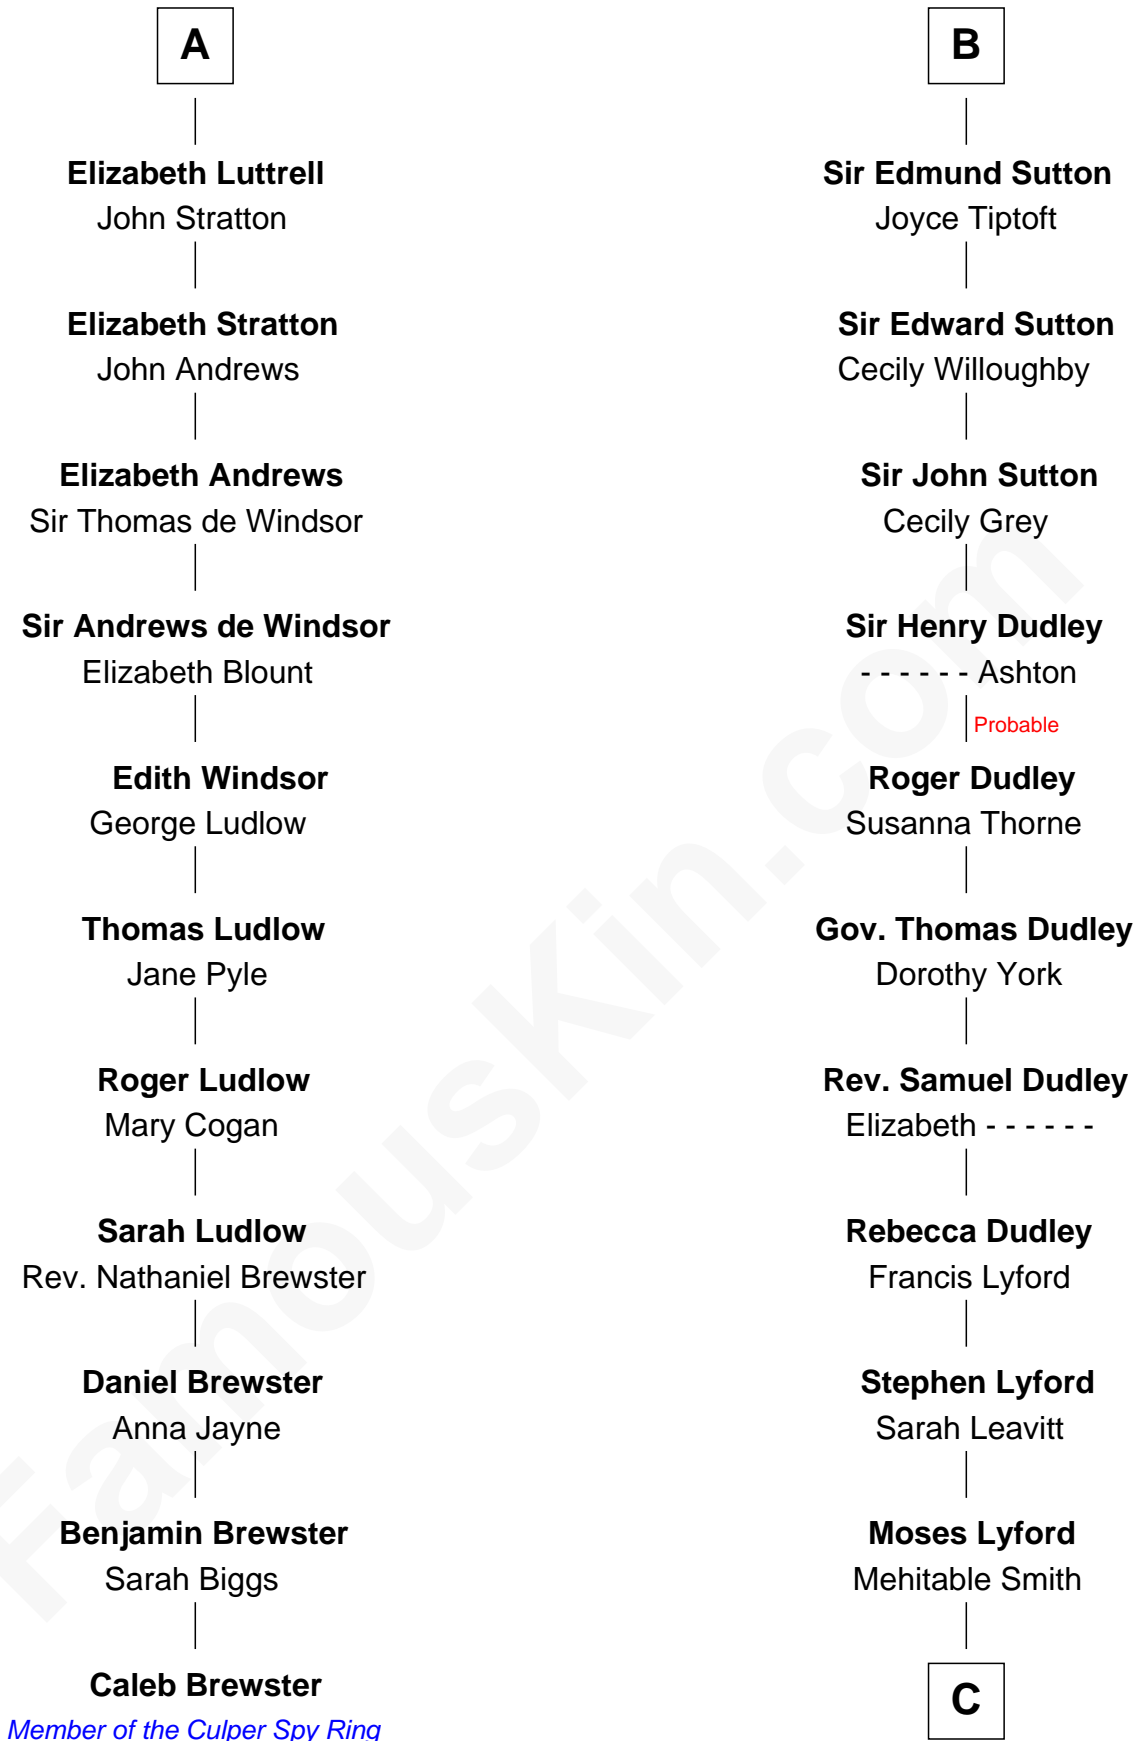 A
Elizabeth Luttrell
John Stratton
Elizabeth Stratton
John Andrews
Elizabeth Andrews
Sir Thomas de Windsor
Sir Andrews de Windsor
Elizabeth Blount
Edith Windsor
George Ludlow
Thomas Ludlow
Jane Pyle
Roger Ludlow
Mary Cogan
Sarah Ludlow
Rev. Nathaniel Brewster
Daniel Brewster
Anna Jayne
Benjamin Brewster
Sarah Biggs
Caleb Brewster
Member of the Culper Spy Ring
B
Sir Edmund Sutton
Joyce Tiptoft
Sir Edward Sutton
Cecily Willoughby
Sir John Sutton
Cecily Grey
Sir Henry Dudley
- - - - - - Ashton
Probable
Roger Dudley
Susanna Thorne
Gov. Thomas Dudley
Dorothy York
Rev. Samuel Dudley
Elizabeth - - - - - -
Rebecca Dudley
Francis Lyford
Stephen Lyford
Sarah Leavitt
Moses Lyford
Mehitable Smith
C
FamousKin.com